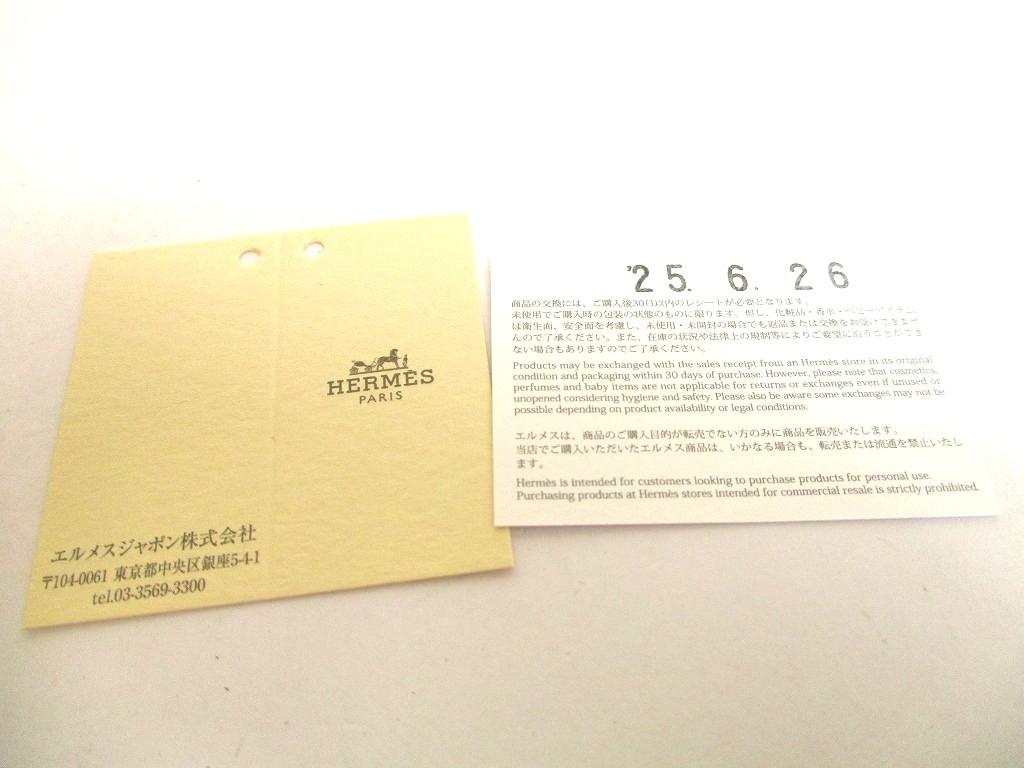 HERMÈS
PARIS
エルメスジャポン株式会社
〒104-0061 東京都中央区銀座5-4-1
tel.03-3569-3300
'25. 6. 26
商品の交換には、ご購入後30日以内のレシートが必要となります。
未使用でご購入時の包装の状態のものに限ります。但し、化粧品・香水・ベビーアイテム
は衛生面、安全面を考慮し、未使用・未開封の場合でも返品または交換をお受けできませ
んので了承ください。また、在庫の状況や法律上の規制等によりご要望に沿うことができ
ない場合もありますのでご了承ください。
Products may be exchanged with the sales receipt from an Hermès store in its original
condition and packaging within 30 days of purchase. However, please note that cosmetics,
perfumes and baby items are not applicable for returns or exchanges even if unused or
unopened considering hygiene and safety. Please also be aware some exchanges may not be
possible depending on product availability or legal conditions.
エルメスは、商品のご購入目的が転売でない方のみに商品を販売いたします。
当店でご購入いただいたエルメス商品は、いかなる場合も、転売または流通を禁止いたし
ます。
Hermès is intended for customers looking to purchase products for personal use.
Purchasing products at Hermès stores intended for commercial resale is strictly prohibited.